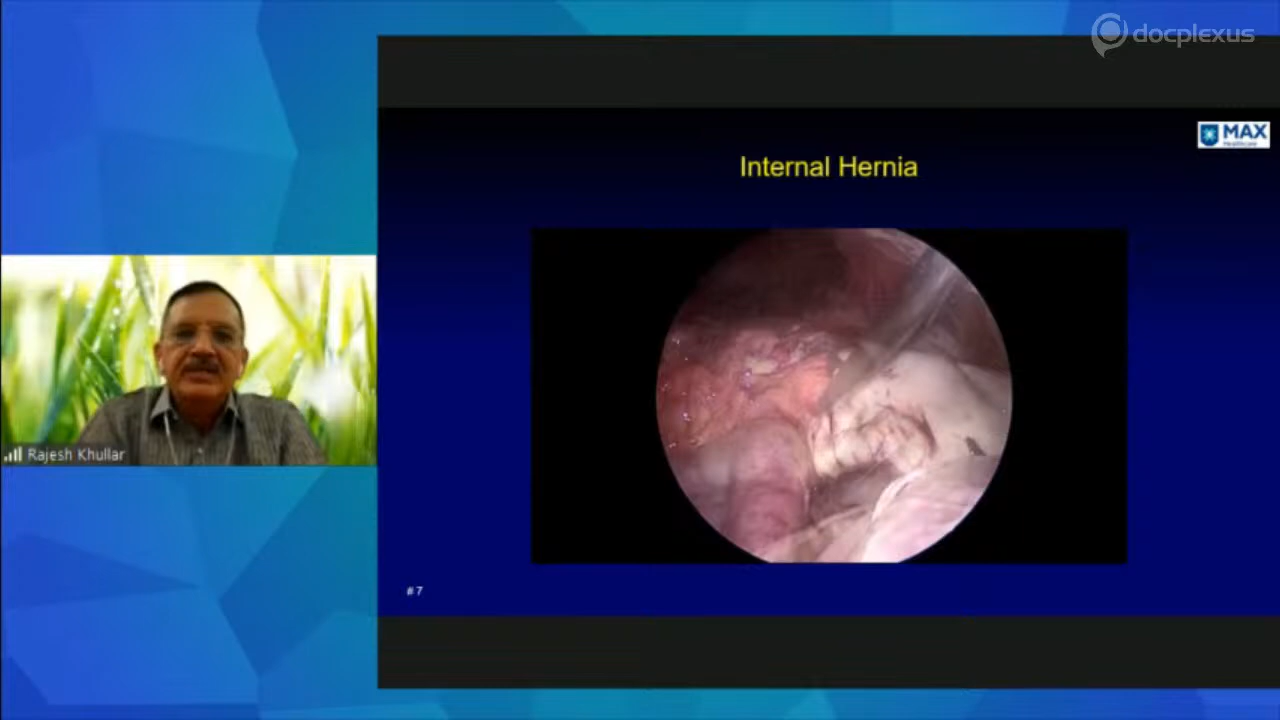 docplexus
MAX
Healthcare
Internal Hernia
Rajesh Khullar
#7